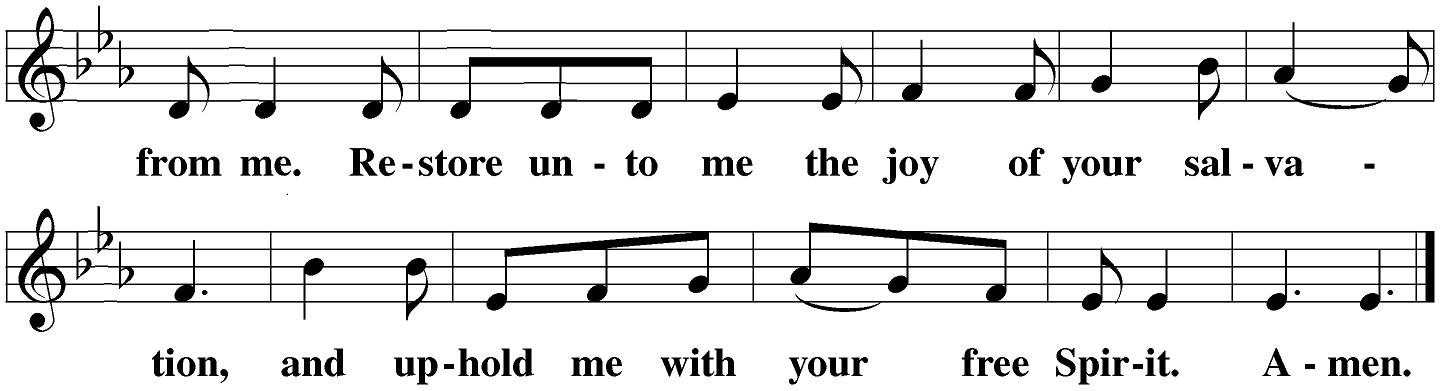 from me. Re - store un - to me the joy of your sal - va -
tion, and up - hold me with your free Spir - it. A - men.